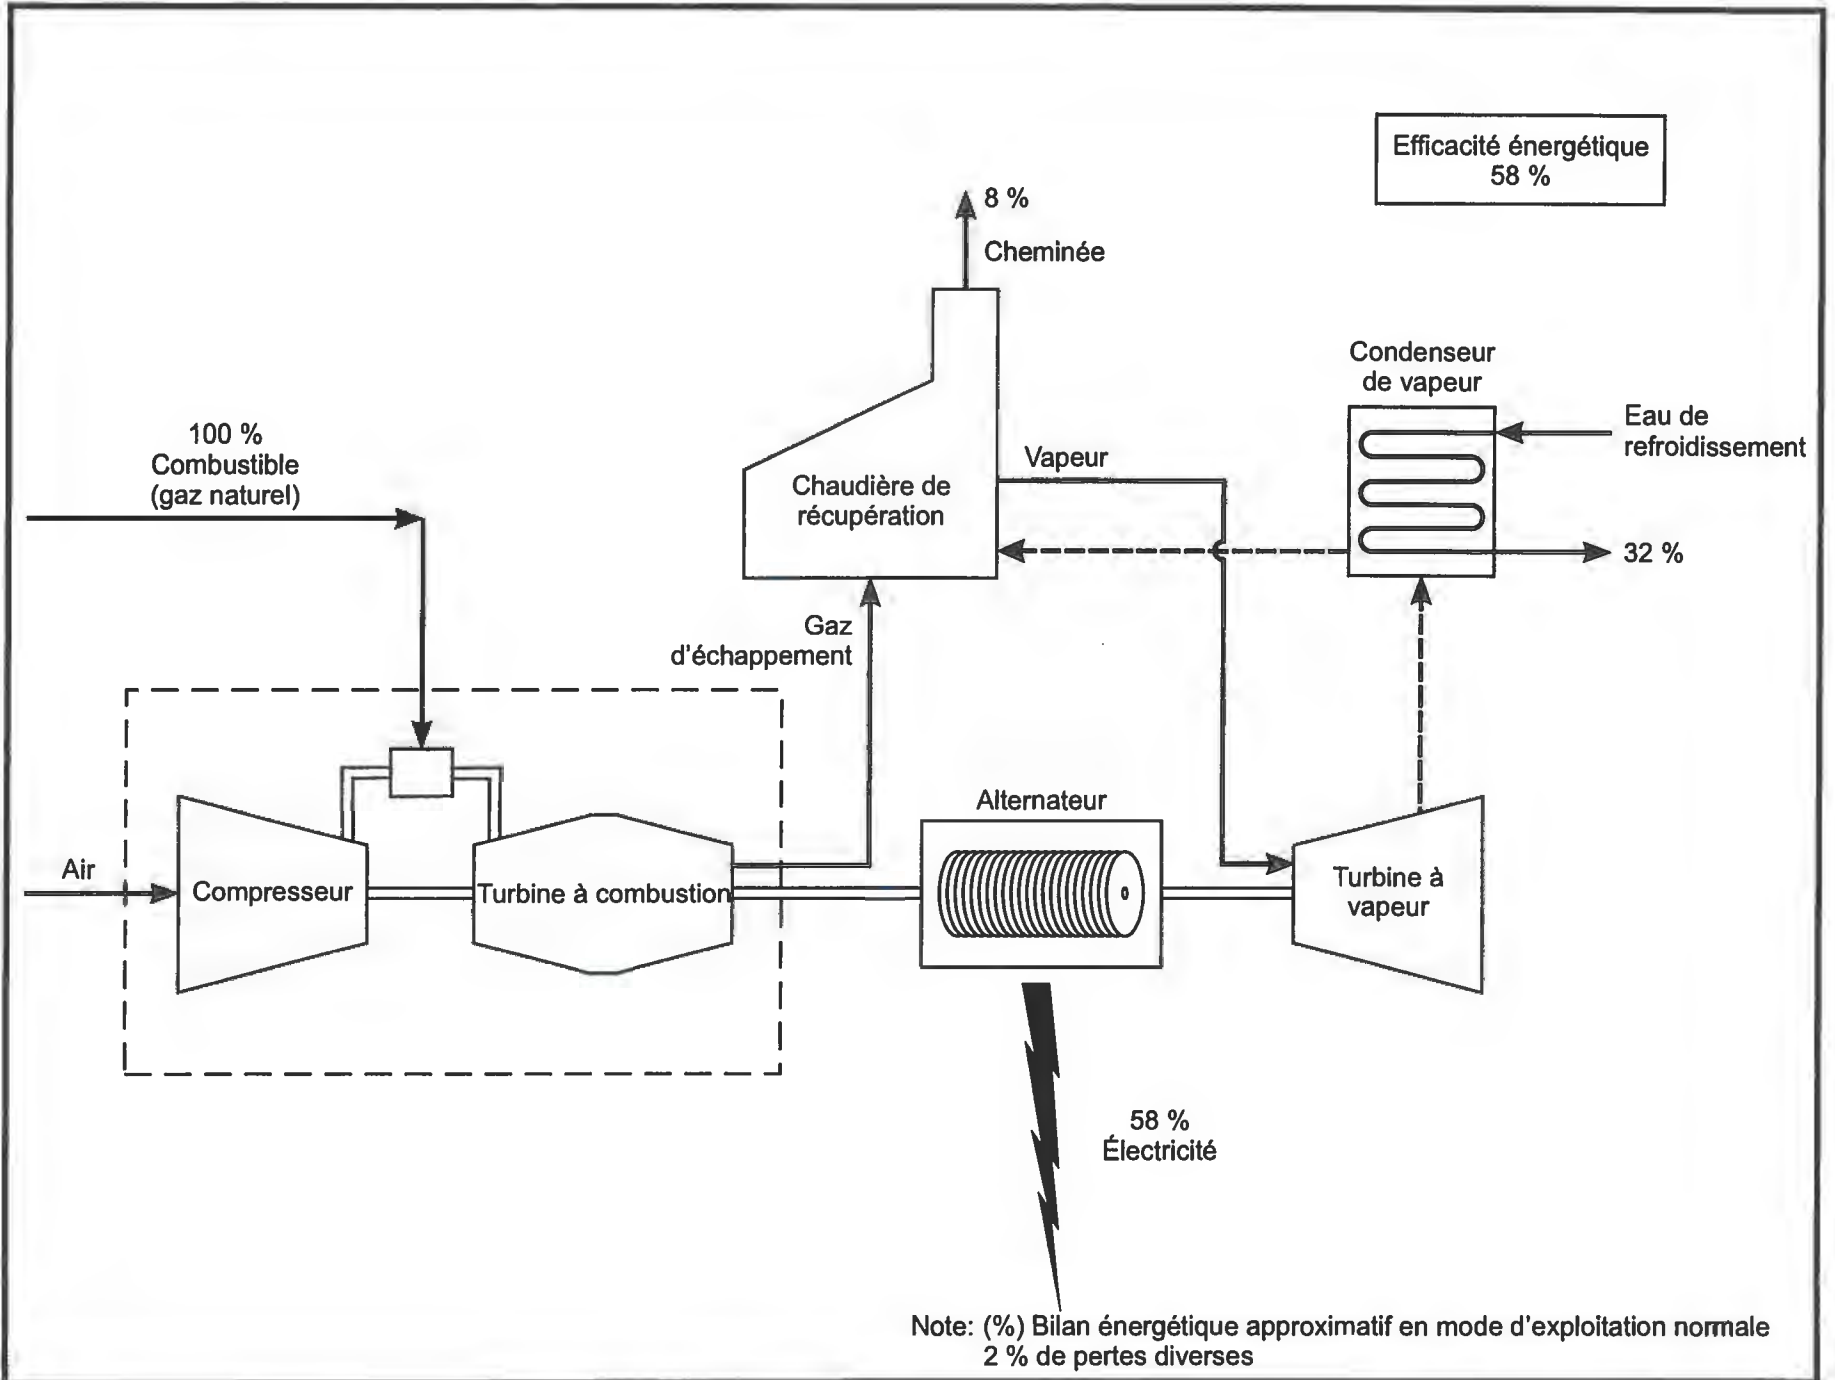 Efficacité énergétique
58 %
8 %
Cheminée
Condenseur
de vapeur
Eau de
refroidissement
100 %
Combustible
(gaz naturel)
Vapeur
Chaudière de
récupération
32 %
Gaz
d'échappement
Alternateur
Air
Compresseur
Turbine à combustion
Turbine à
vapeur
58 %
Électricité
Note: (%) Bilan énergétique approximatif en mode d'exploitation normale
2 % de pertes diverses